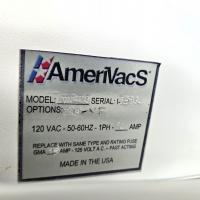 AmeriVacS
MODEL: SERIAL:
OPTIONS:
120 VAC - 50-60HZ - 1PH - AMP
REPLACE WITH SAME TYPE AND RATING FUSE
GMA AMP - 125 VOLT A.C. - FAST ACTING
MADE IN THE USA